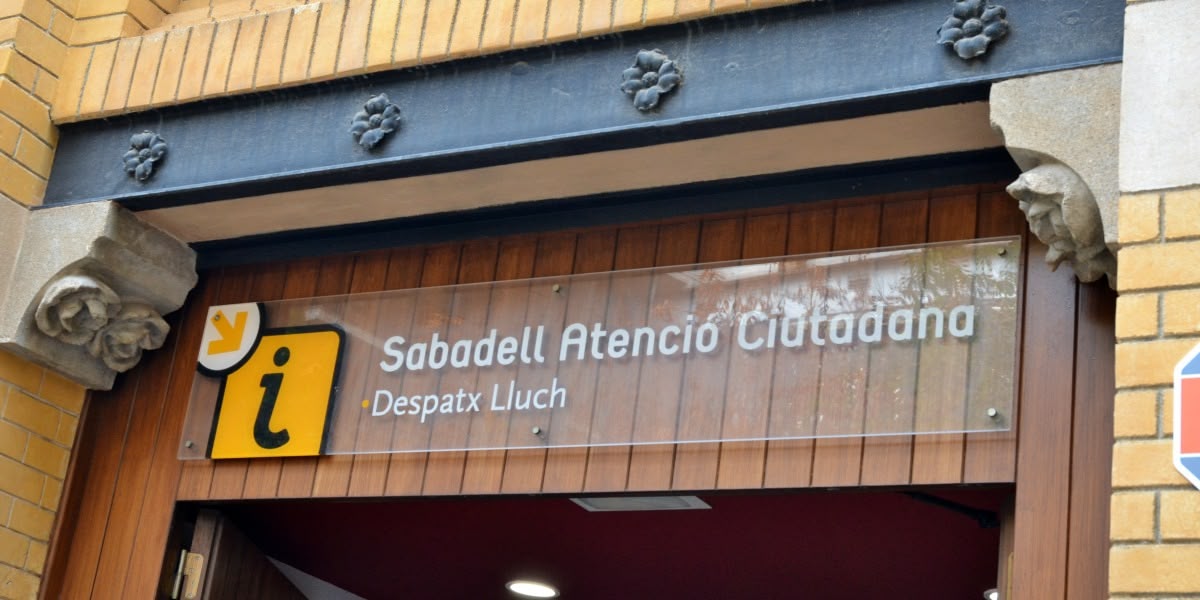 i
Sabadell Atenció Ciutadana
Despatx Lluch